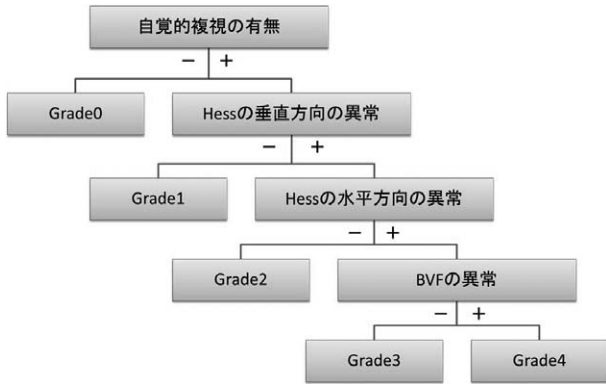 自覚的複視の有無
− +
Grade0
Hessの垂直方向の異常
− +
Grade1
Hessの水平方向の異常
− +
Grade2
BVFの異常
− +
Grade3
Grade4